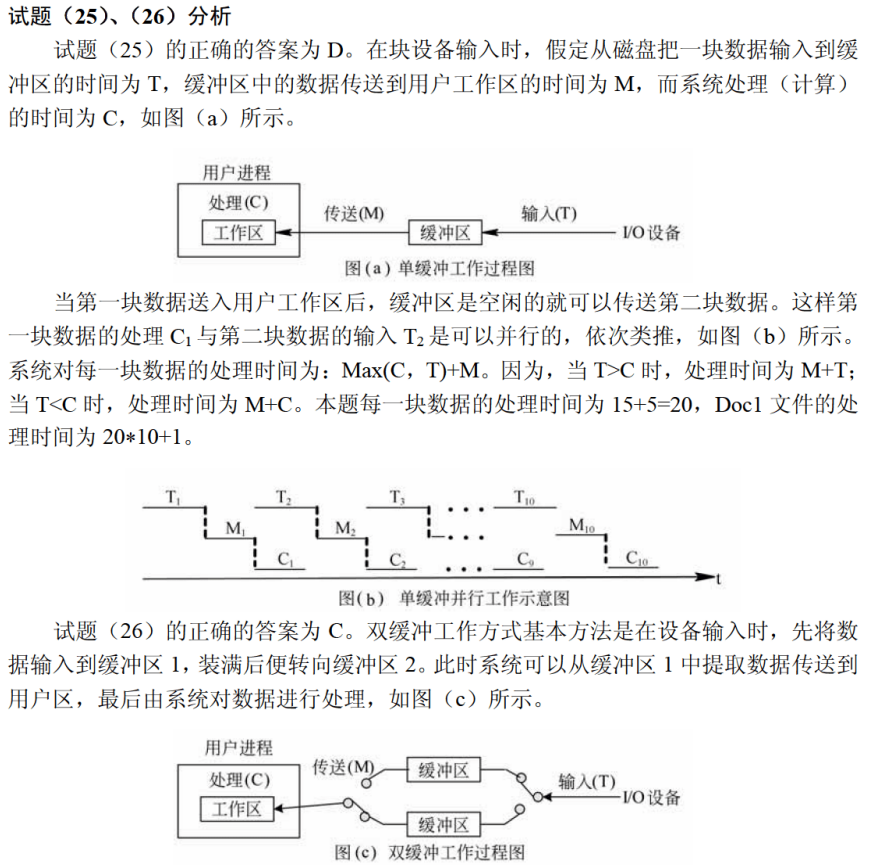 试题（25）、（26）分析
试题（25）的正确的答案为 D。在块设备输入时，假定从磁盘把一块数据输入到缓
冲区的时间为 T，缓冲区中的数据传送到用户工作区的时间为 M，而系统处理（计算）
的时间为 C，如图（a）所示。
用户进程
处理(C)
工作区
传送(M)
缓冲区
输入(T)
I/O 设备
图(a) 单缓冲工作过程图
当第一块数据送入用户工作区后，缓冲区是空闲的就可以传送第二块数据。这样第
一块数据的处理 C₁ 与第二块数据的输入 T₂ 是可以并行的，依次类推，如图（b）所示。
系统对每一块数据的处理时间为：Max(C，T)+M。因为，当 T>C 时，处理时间为 M+T；
当 T<C 时，处理时间为 M+C。本题每一块数据的处理时间为 15+5=20，Doc1 文件的处
理时间为 20*10+1。
T₁ T₂ T₃ ••• T₁₀
M₁ M₂ ••• M₁₀
C₁ C₂ ••• C₉ C₁₀
t
图(b) 单缓冲并行工作示意图
试题（26）的正确的答案为 C。双缓冲工作方式基本方法是在设备输入时，先将数
据输入到缓冲区 1，装满后便转向缓冲区 2。此时系统可以从缓冲区 1 中提取数据传送到
用户区，最后由系统对数据进行处理，如图（c）所示。
用户进程
处理(C)
工作区
传送(M)
缓冲区
缓冲区
输入(T)
I/O 设备
图(c) 双缓冲工作过程图